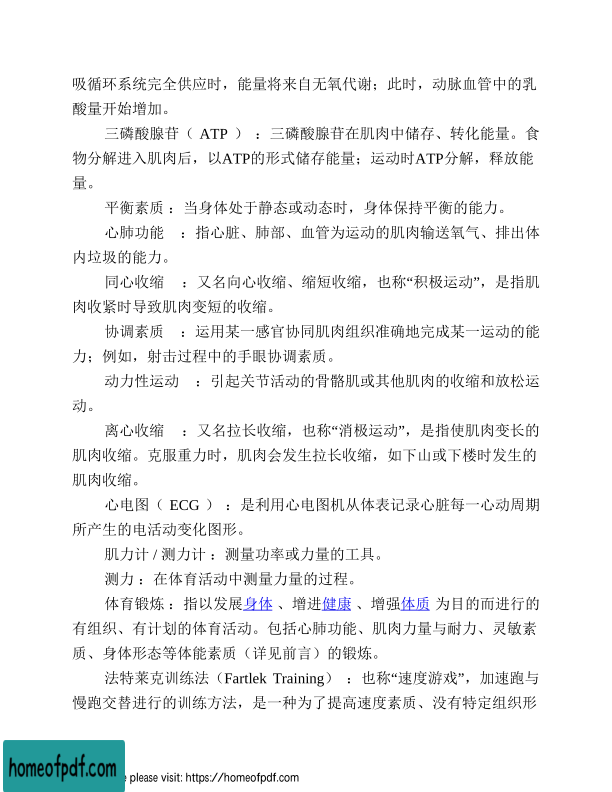 吸循环系统完全供应时，能量将来自无氧代谢；此时，动脉血管中的乳
酸量开始增加。
三磷酸腺苷（ ATP ） ：三磷酸腺苷在肌肉中储存、转化能量。食
物分解进入肌肉后，以ATP的形式储存能量；运动时ATP分解，释放能
量。
平衡素质 ：当身体处于静态或动态时，身体保持平衡的能力。
心肺功能 ：指心脏、肺部、血管为运动的肌肉输送氧气、排出体
内垃圾的能力。
同心收缩 ：又名向心收缩、缩短收缩，也称“积极运动”，是指肌
肉收紧时导致肌肉变短的收缩。
协调素质 ：运用某一感官协同肌肉组织准确地完成某一运动的能
力；例如，射击过程中的手眼协调素质。
动力性运动 ：引起关节活动的骨骼肌或其他肌肉的收缩和放松运
动。
离心收缩 ：又名拉长收缩，也称“消极运动”，是指使肌肉变长的
肌肉收缩。克服重力时，肌肉会发生拉长收缩，如下山或下楼时发生的
肌肉收缩。
心电图（ ECG ） ：是利用心电图机从体表记录心脏每一心动周期
所产生的电活动变化图形。
肌力计 / 测力计 ：测量功率或力量的工具。
测力 ：在体育活动中测量力量的过程。
体育锻炼 ：指以发展身体 、增进健康 、增强体质 为目的而进行的
有组织、有计划的体育活动。包括心肺功能、肌肉力量与耐力、灵敏素
质、身体形态等体能素质（详见前言）的锻炼。
法特莱克训练法（Fartlek Training） ：也称“速度游戏”，加速跑与
慢跑交替进行的训练方法，是一种为了提高速度素质、没有特定组织形
homeofpdf.com
e please visit: https://homeofpdf.com